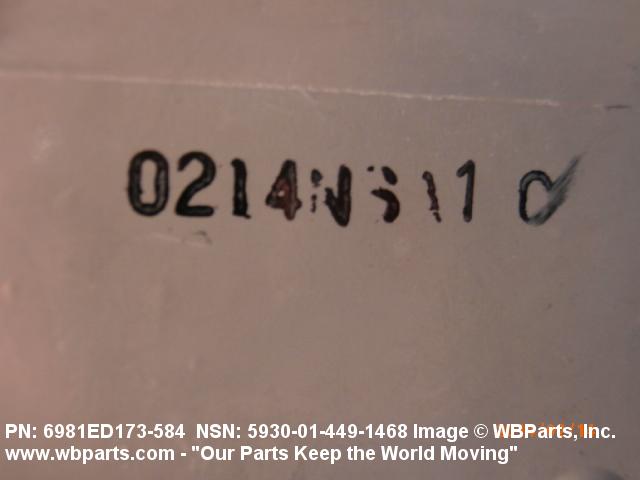 0214
PN: 6981ED173-584 NSN: 5930-01-449-1468 Image © WBParts, Inc.
www.wbparts.com - "Our Parts Keep the World Moving"